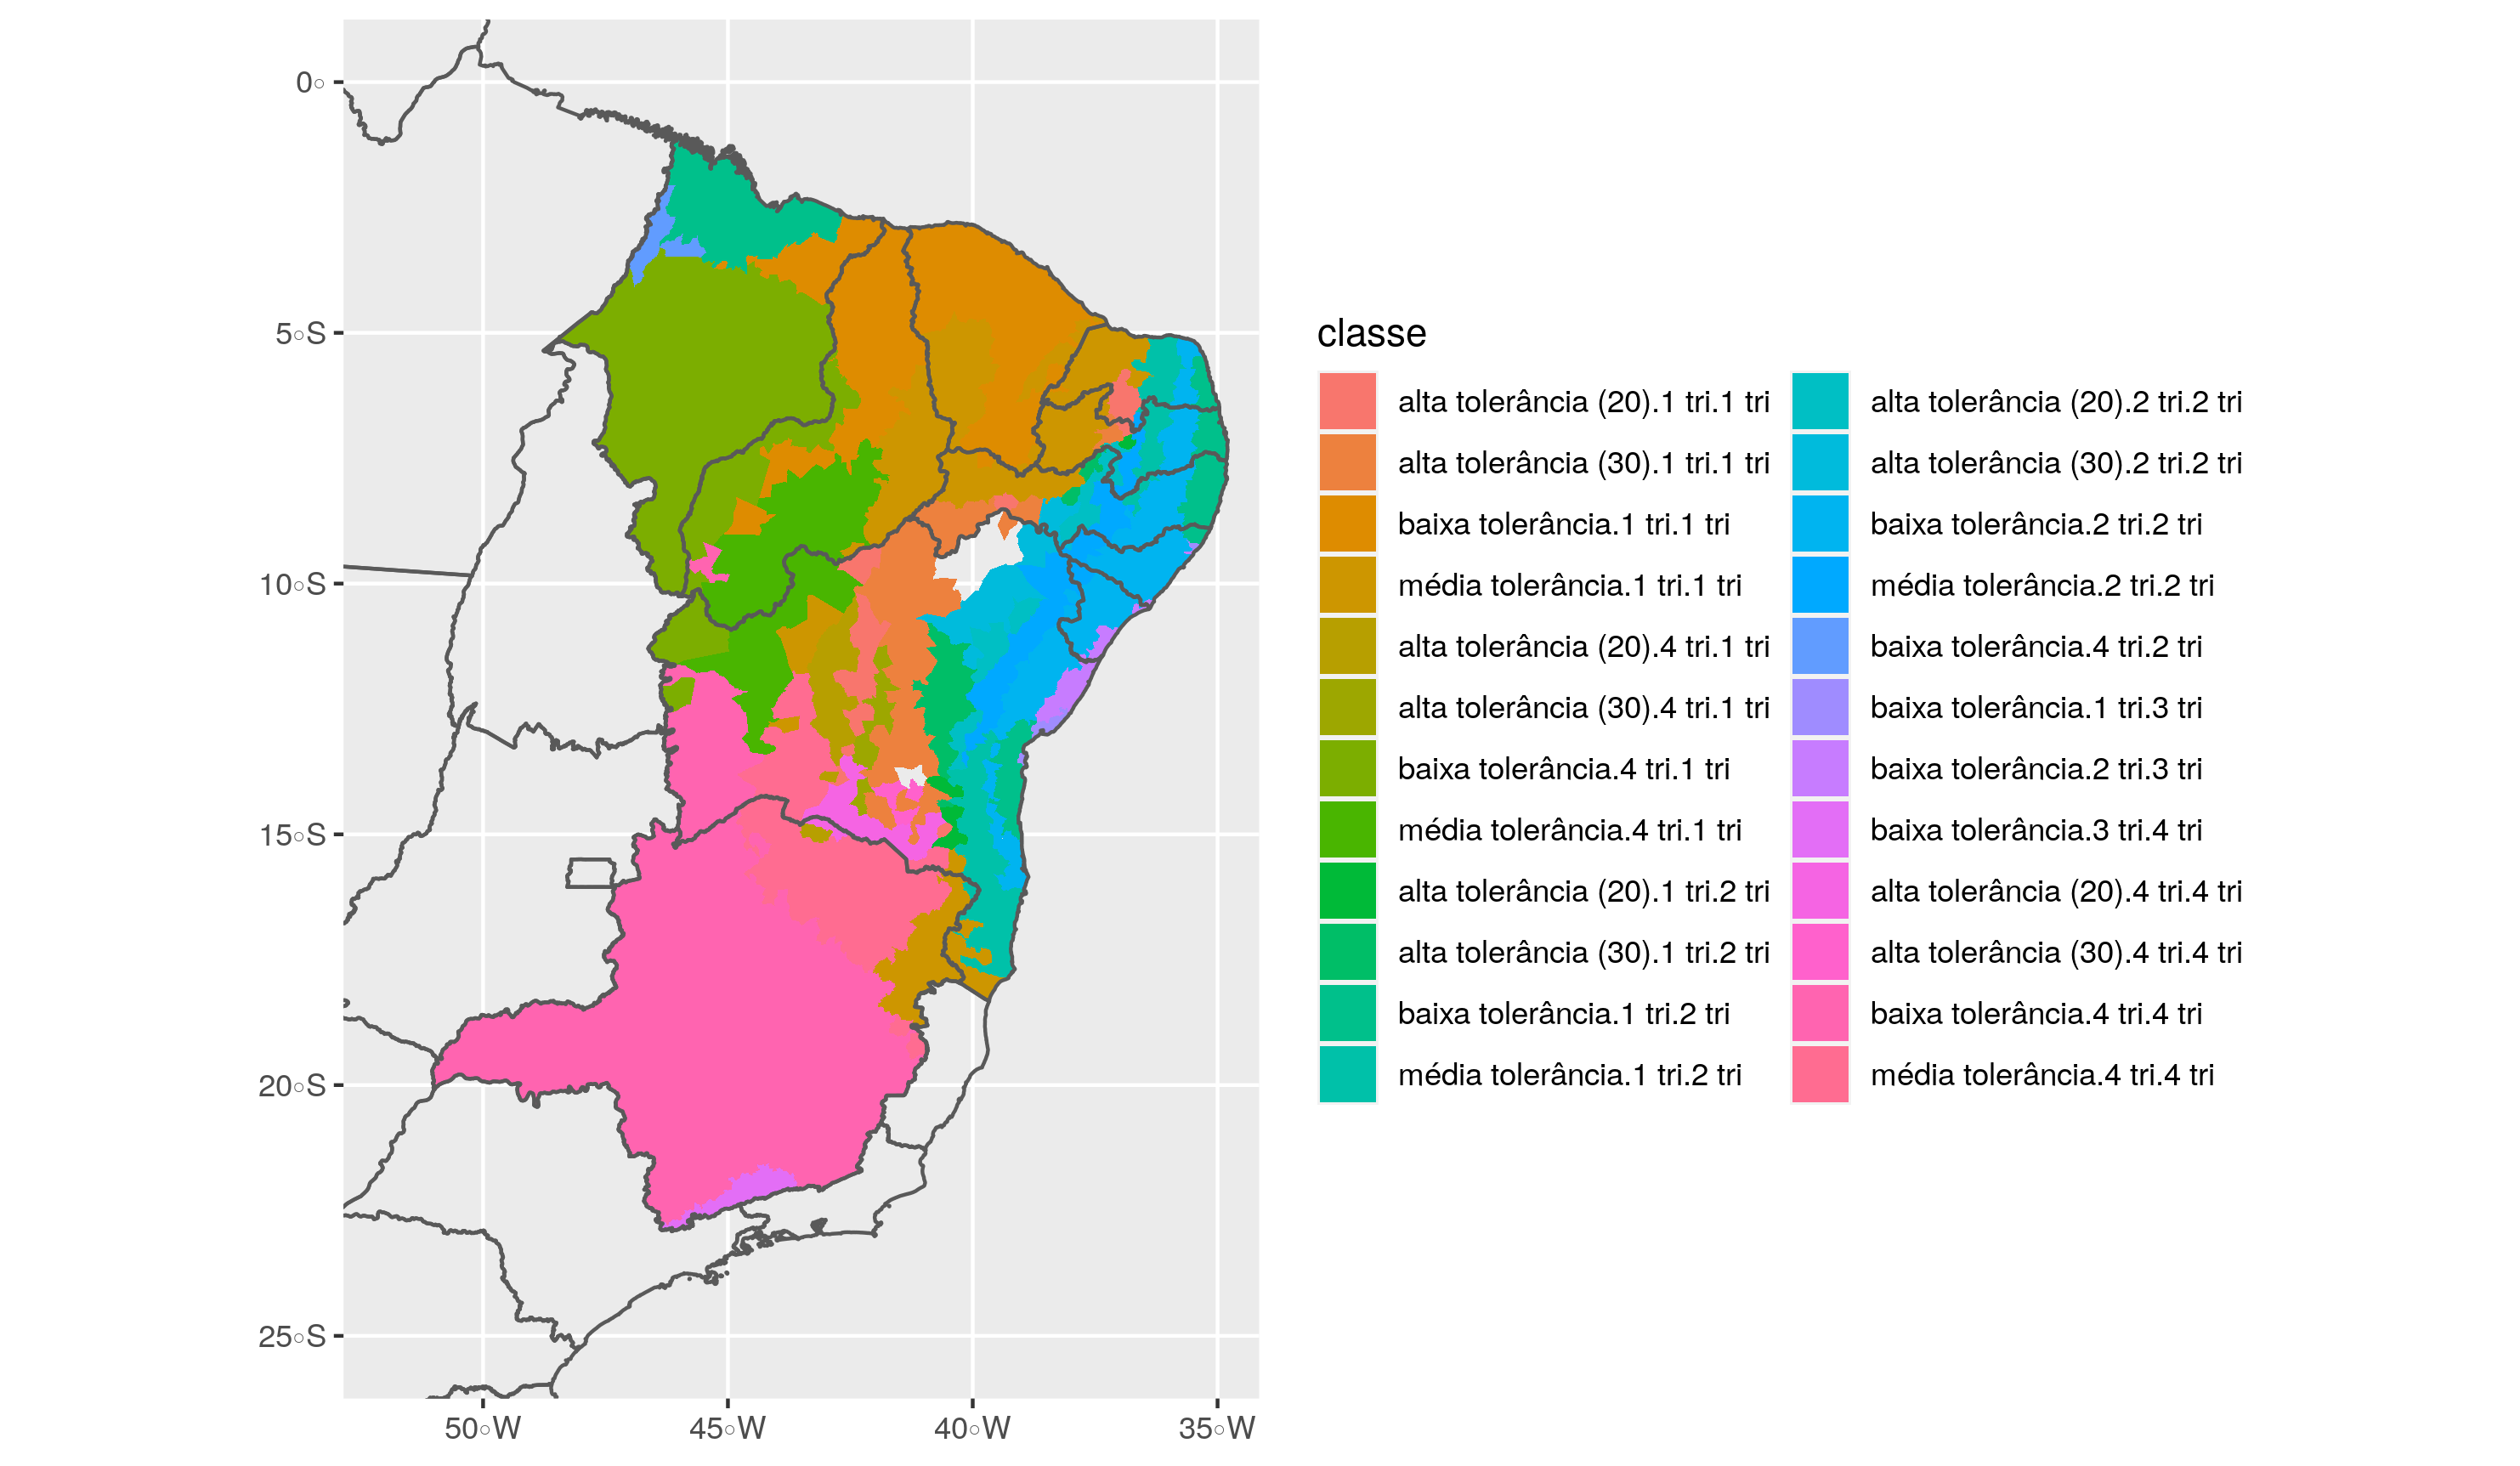 0°
5°S
10°S
15°S
20°S
25°S
50°W
45°W
40°W
35°W
classe
alta tolerância (20).1 tri.1 tri
alta tolerância (30).1 tri.1 tri
baixa tolerância.1 tri.1 tri
média tolerância.1 tri.1 tri
alta tolerância (20).4 tri.1 tri
alta tolerância (30).4 tri.1 tri
baixa tolerância.4 tri.1 tri
média tolerância.4 tri.1 tri
alta tolerância (20).1 tri.2 tri
alta tolerância (30).1 tri.2 tri
baixa tolerância.1 tri.2 tri
média tolerância.1 tri.2 tri
alta tolerância (20).2 tri.2 tri
alta tolerância (30).2 tri.2 tri
baixa tolerância.2 tri.2 tri
média tolerância.2 tri.2 tri
baixa tolerância.4 tri.2 tri
baixa tolerância.1 tri.3 tri
baixa tolerância.2 tri.3 tri
baixa tolerância.3 tri.4 tri
alta tolerância (20).4 tri.4 tri
alta tolerância (30).4 tri.4 tri
baixa tolerância.4 tri.4 tri
média tolerância.4 tri.4 tri